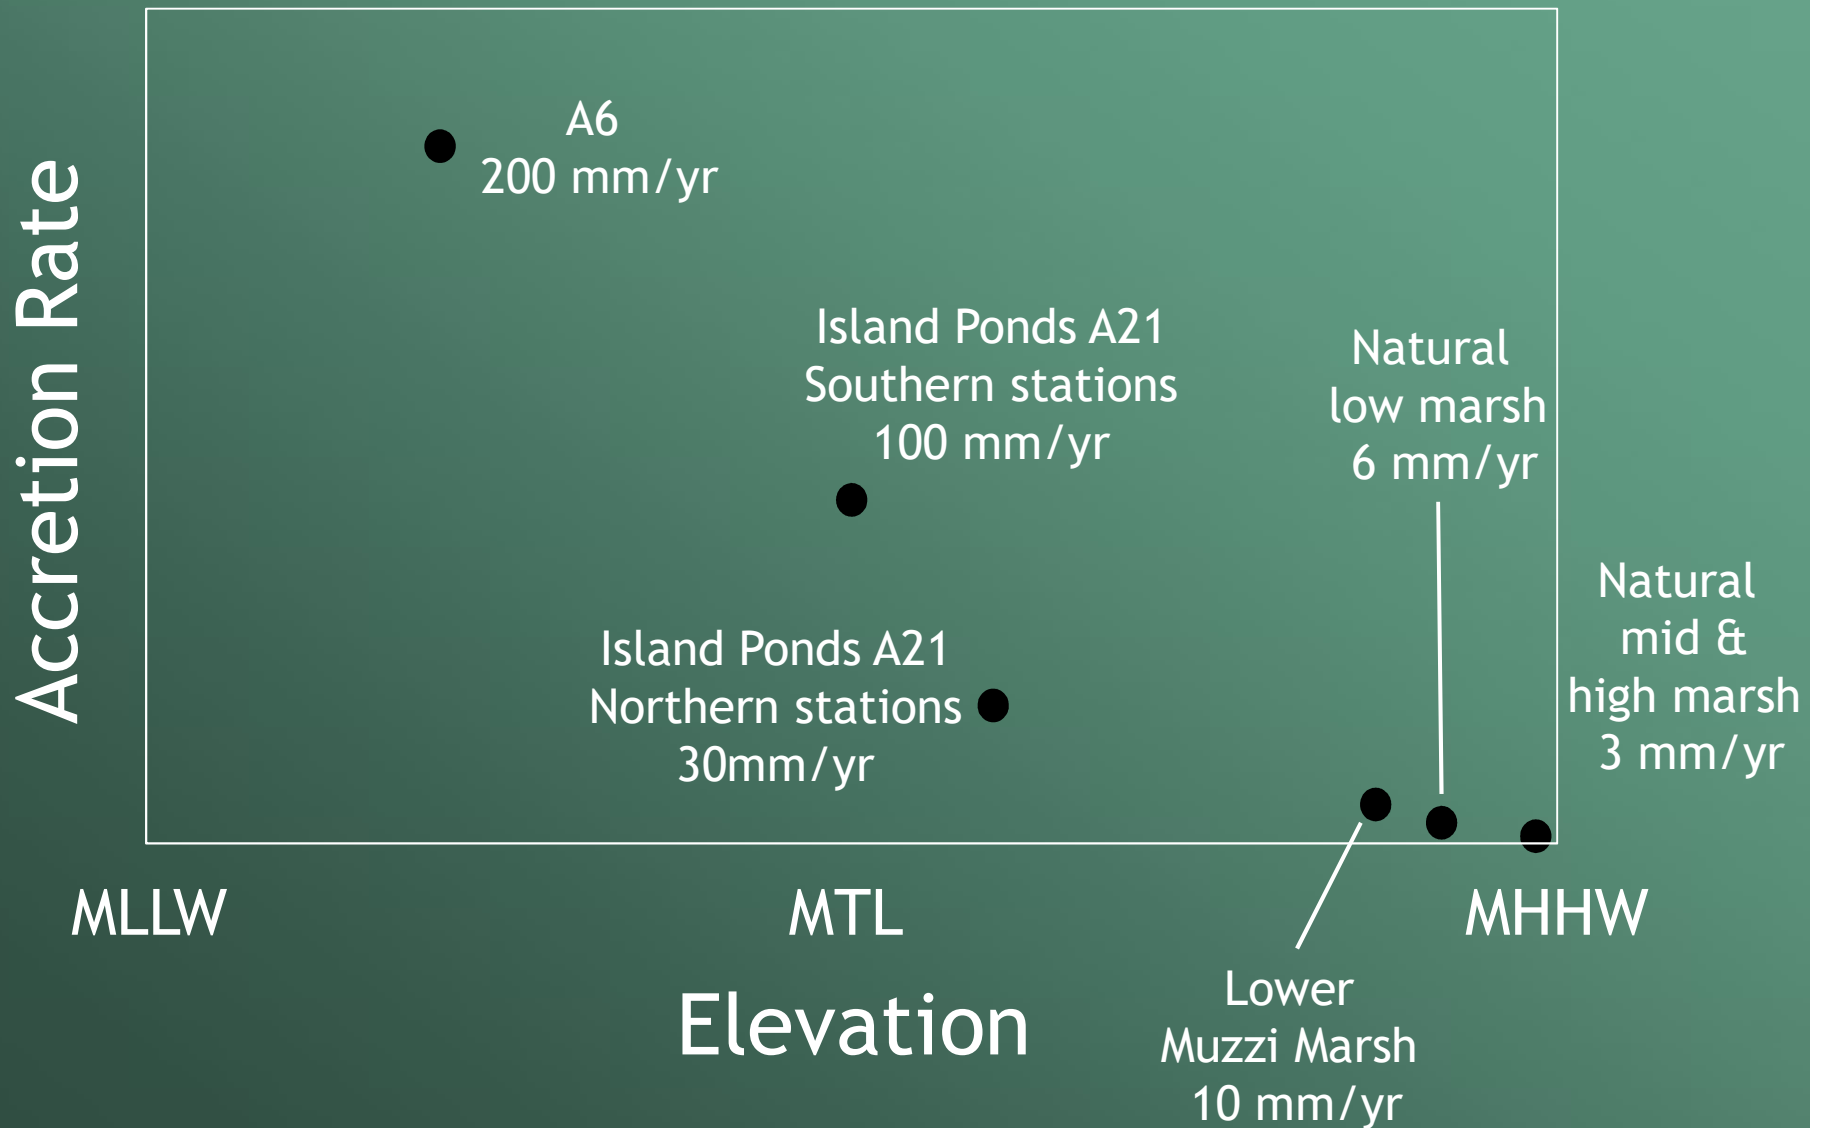 Accretion Rate
A6
200 mm/yr
Island Ponds A21
Southern stations
100 mm/yr
Natural
low marsh
6 mm/yr
Natural
mid &
high marsh
3 mm/yr
Island Ponds A21
Northern stations
30mm/yr
MLLW
MTL
MHHW
Elevation
Lower
Muzzi Marsh
10 mm/yr